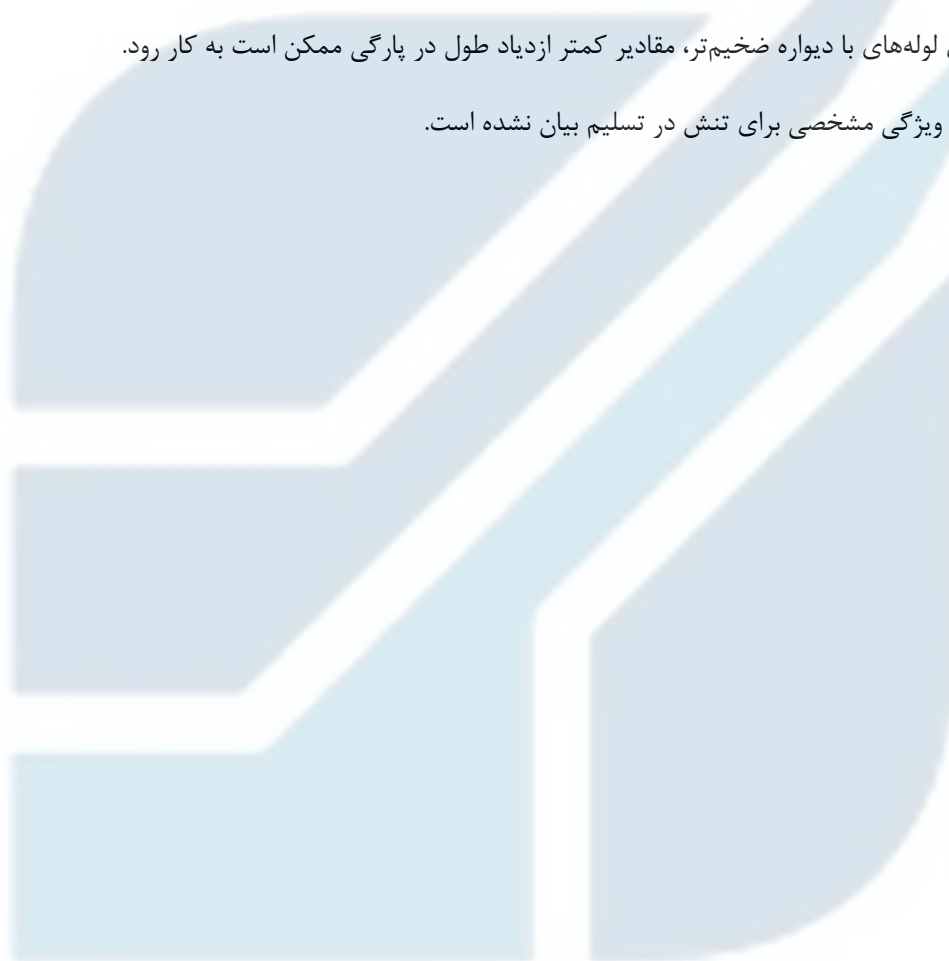 لوله‌های با دیواره ضخیم‌تر، مقادیر کمتر ازدیاد طول در پارگی ممکن است به کار رود.
ویژگی مشخصی برای تنش در تسلیم بیان نشده است.